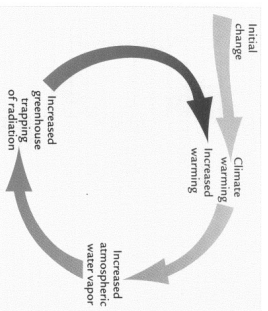 Initial
change
Climate
warming
Increased
warming
Increased
atmospheric
water vapor
Increased
greenhouse
trapping
of radiation